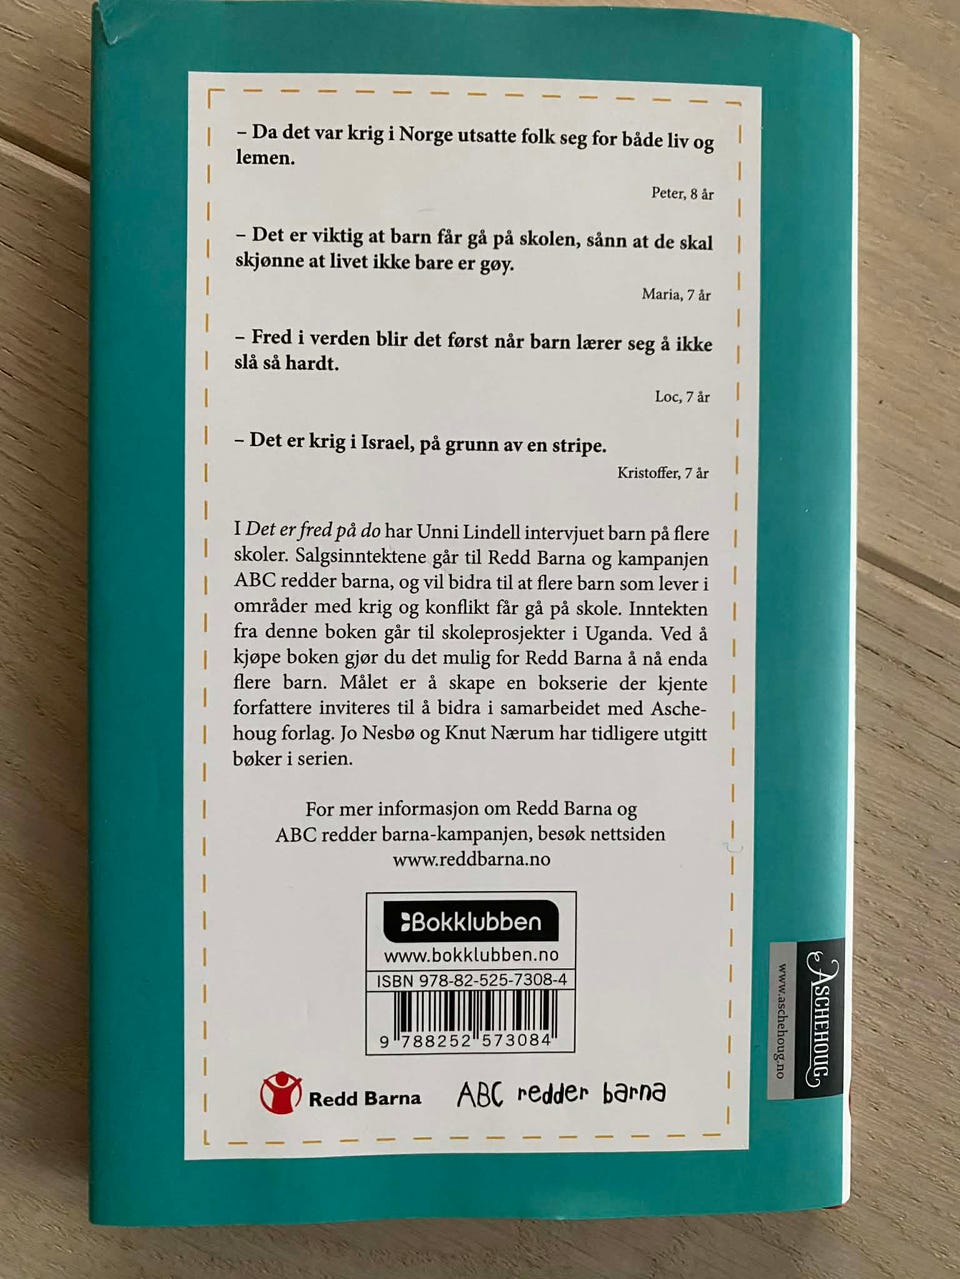 – Da det var krig i Norge utsatte folk seg for både liv og
lemen.
Peter, 8 år
– Det er viktig at barn får gå på skolen, sånn at de skal
skjønne at livet ikke bare er gøy.
Maria, 7 år
– Fred i verden blir det først når barn lærer seg å ikke
slå så hardt.
Loc, 7 år
– Det er krig i Israel, på grunn av en stripe.
Kristoffer, 7 år
I Det er fred på do har Unni Lindell intervjuet barn på flere
skoler. Salgsinntektene går til Redd Barna og kampanjen
ABC redder barna, og vil bidra til at flere barn som lever i
områder med krig og konflikt får gå på skole. Inntekten
fra denne boken går til skoleprosjekter i Uganda. Ved å
kjøpe boken gjør du det mulig for Redd Barna å nå enda
flere barn. Målet er å skape en bokserie der kjente
forfattere inviteres til å bidra i samarbeidet med Asche-
houg forlag. Jo Nesbø og Knut Nærum har tidligere utgitt
bøker i serien.
For mer informasjon om Redd Barna og
ABC redder barna-kampanjen, besøk nettsiden
www.reddbarna.no
Bokklubben
www.bokklubben.no
ISBN 978-82-525-7308-4
9 788252 573084
Redd Barna
ABC redder barna
ASCHEHOUG
www.aschehoug.no